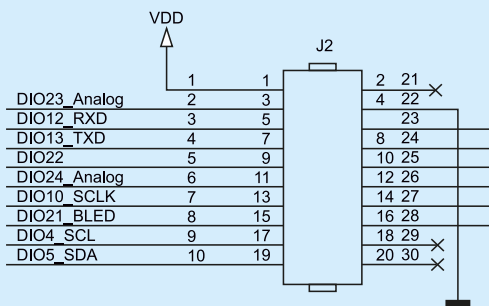 VDD
J2
1 1 2 21
DIO23_Analog 2 3 4 22
DIO12_RXD 3 5 23
DIO13_TXD 4 7 8 24
DIO22 5 9 10 25
DIO24_Analog 6 11 12 26
DIO10_SCLK 7 13 14 27
DIO21_BLED 8 15 16 28
DIO4_SCL 9 17 18 29
DIO5_SDA 10 19 20 30